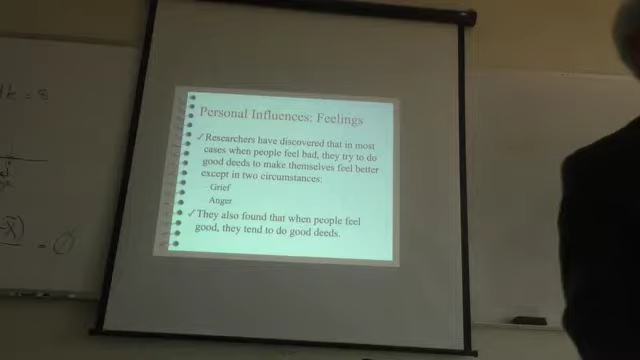 Personal Influences: Feelings
✓Researchers have discovered that in most
cases when people feel bad, they try to do
good deeds to make themselves feel better
except in two circumstances:
Grief
Anger
✓They also found that when people feel
good, they tend to do good deeds.
= 8
= 0